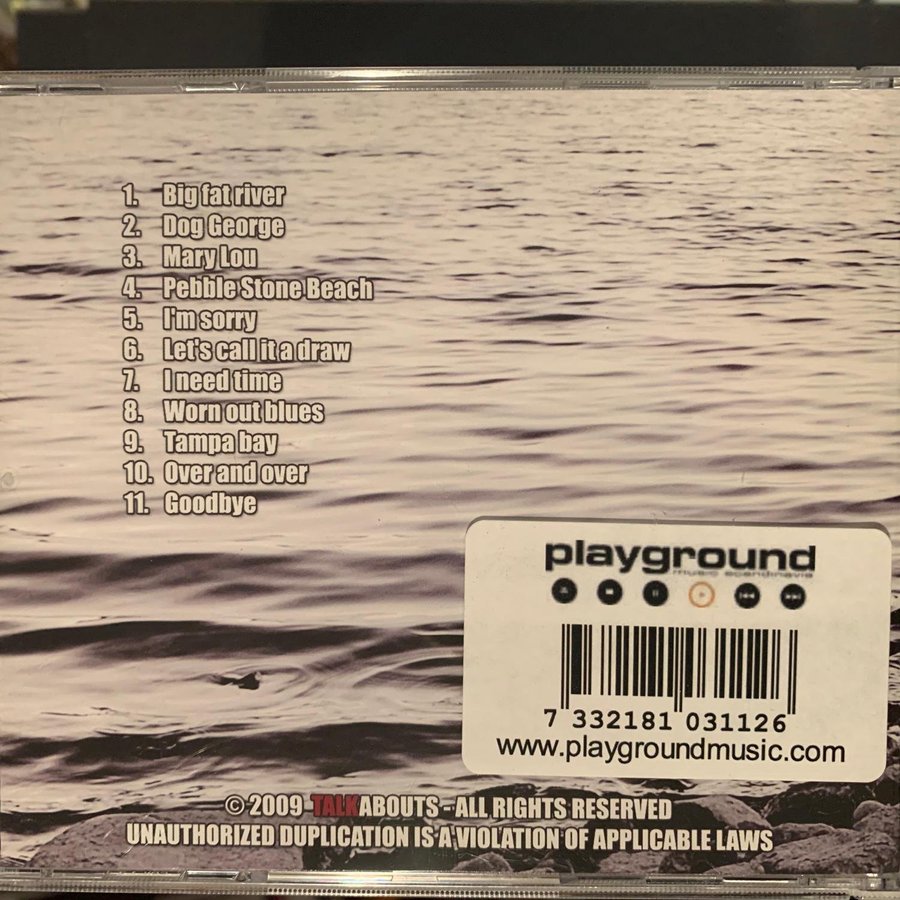 1. Big fat river
2. Dog George
3. Mary Lou
4. Pebble Stone Beach
5. I'm sorry
6. Let's call it a draw
7. I need time
8. Worn out blues
9. Tampa bay
10. Over and over
11. Goodbye
playground
music scandinavia
7 332181 031126
www.playgroundmusic.com
© 2009 TALKABOUTS - ALL RIGHTS RESERVED
UNAUTHORIZED DUPLICATION IS A VIOLATION OF APPLICABLE LAWS